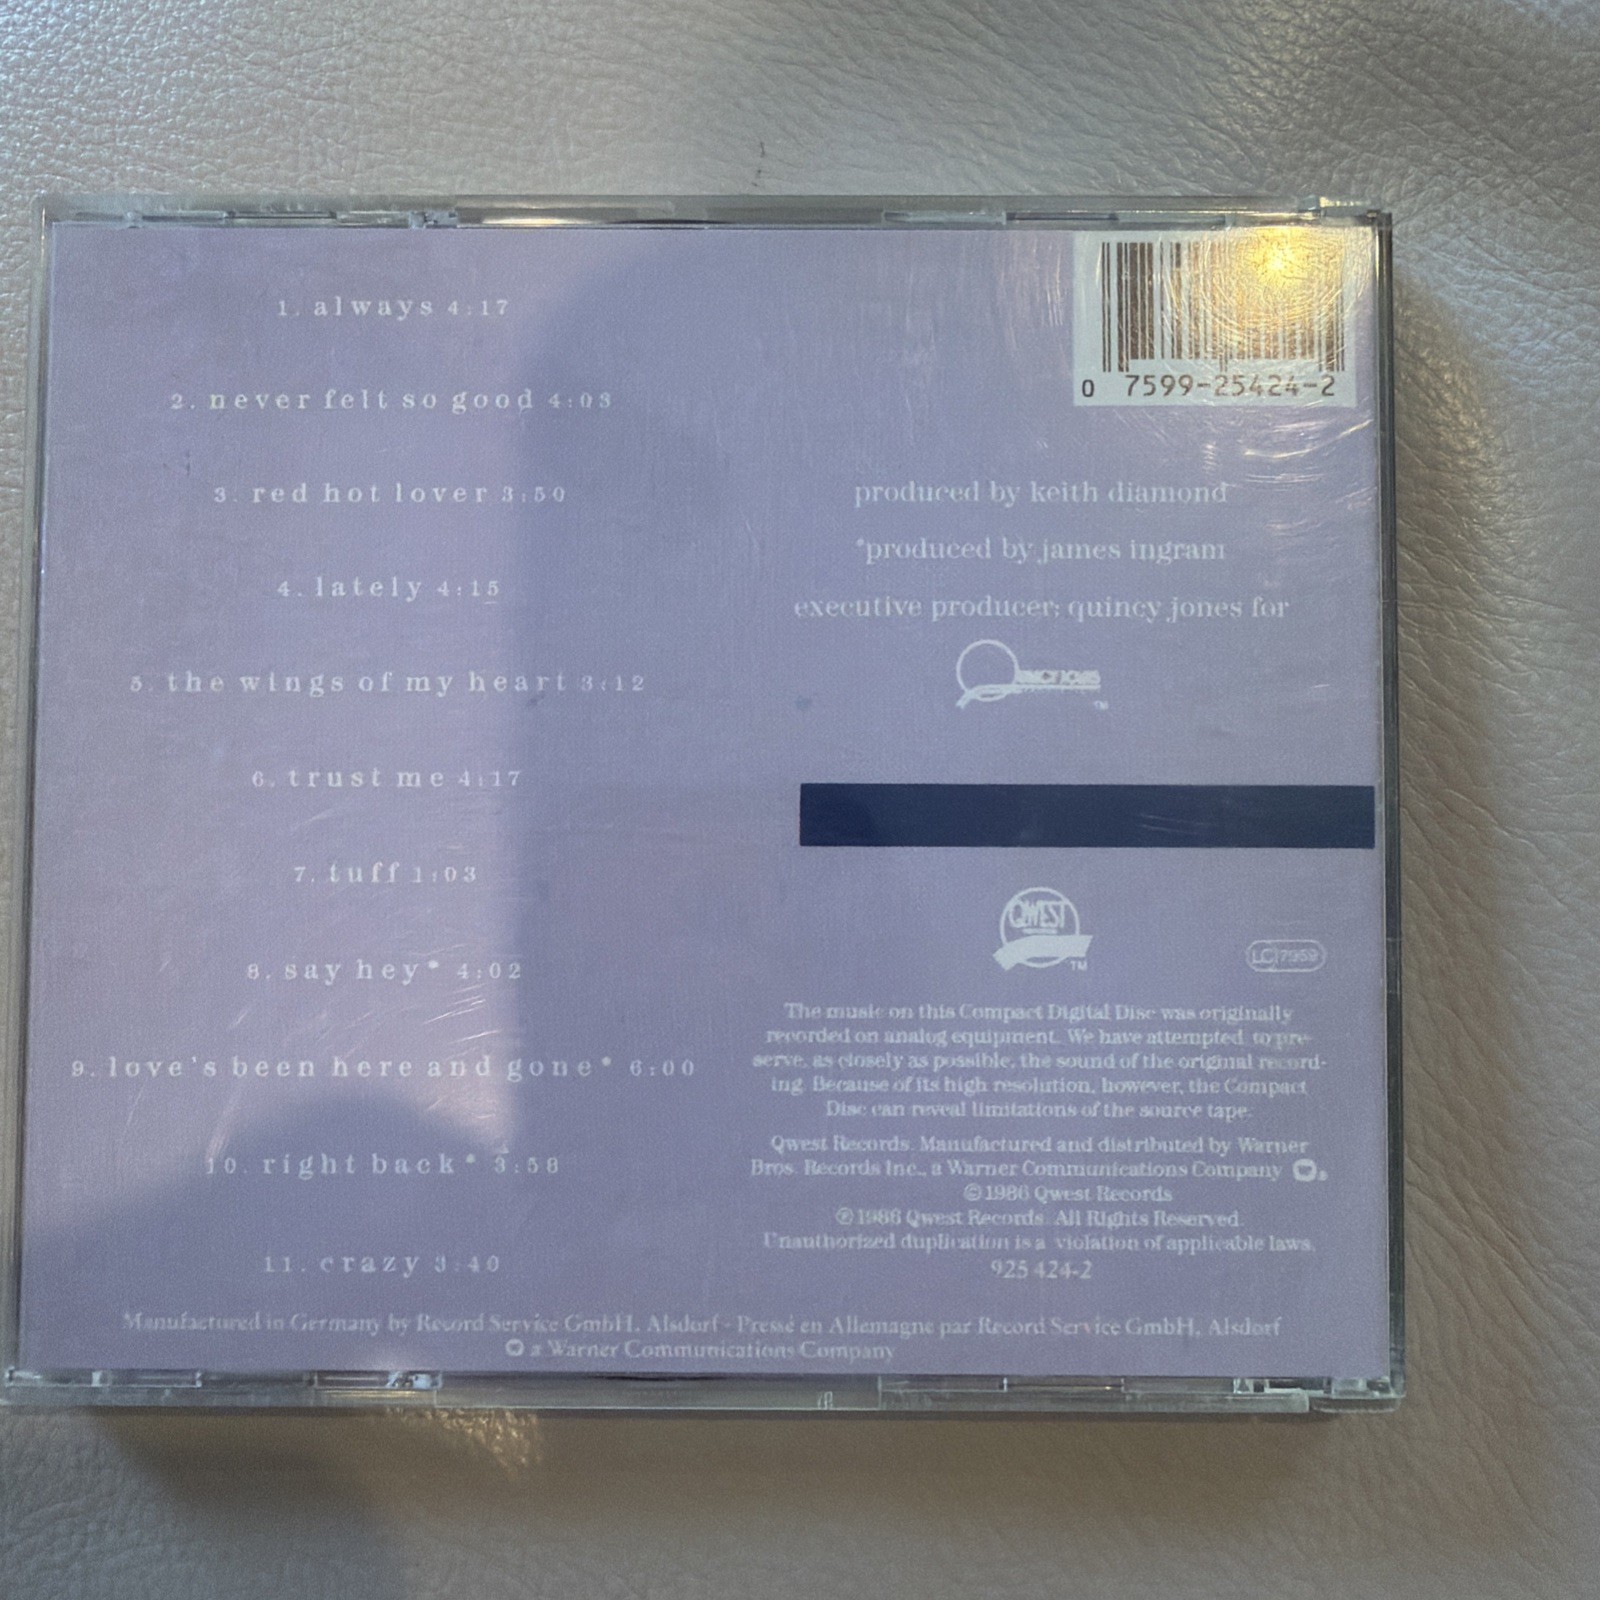 1. always 4:17
2. never felt so good 4:03
3. red hot lover 3:50
4. lately 4:15
5. the wings of my heart 3:12
6. trust me 4:17
7. tuff 1:03
8. say hey* 4:02
9. love's been here and gone* 6:00
10. right back* 3:58
11. crazy 3:40
0 7599-25424-2
produced by keith diamond
*produced by james ingram
executive producer: quincy jones for
QUINCY JONES
TM
QWEST
TM
LC 7959
The music on this Compact Digital Disc was originally
recorded on analog equipment. We have attempted to pre-
serve, as closely as possible, the sound of the original record-
ing. Because of its high resolution, however, the Compact
Disc can reveal limitations of the source tape.
Qwest Records. Manufactured and distributed by Warner
Bros. Records Inc., a Warner Communications Company
© 1986 Qwest Records
℗ 1986 Qwest Records. All Rights Reserved.
Unauthorized duplication is a violation of applicable laws.
925 424-2
Manufactured in Germany by Record Service GmbH, Alsdorf - Pressé en Allemagne par Record Service GmbH, Alsdorf
a Warner Communications Company